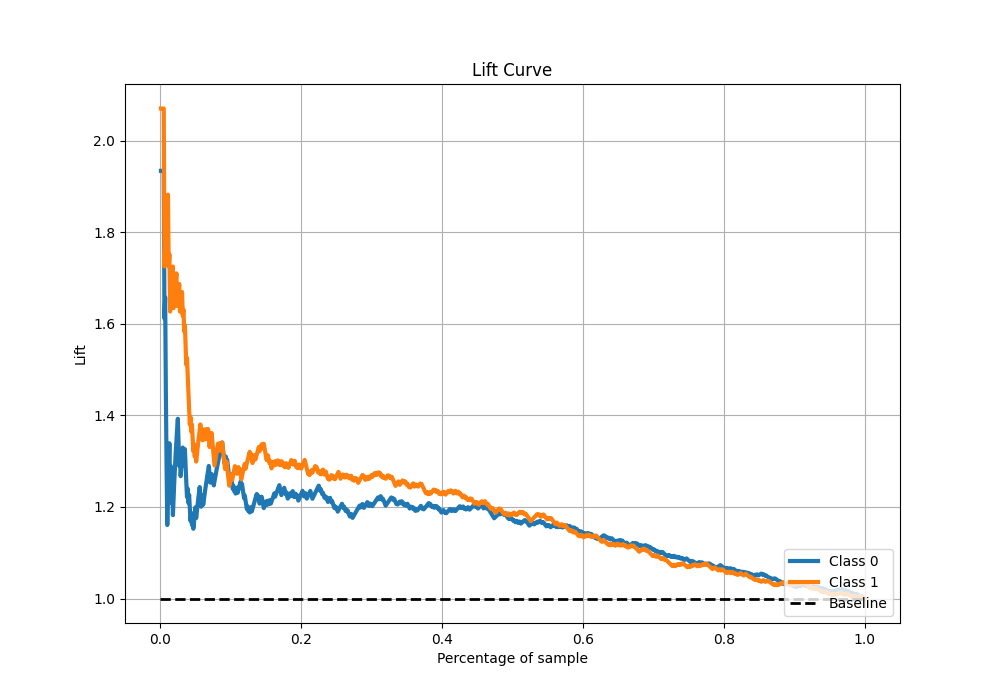 Lift Curve
Lift
2.0
1.8
1.6
1.4
1.2
1.0
0.0 0.2 0.4 0.6 0.8 1.0
Percentage of sample
Class 0
Class 1
Baseline